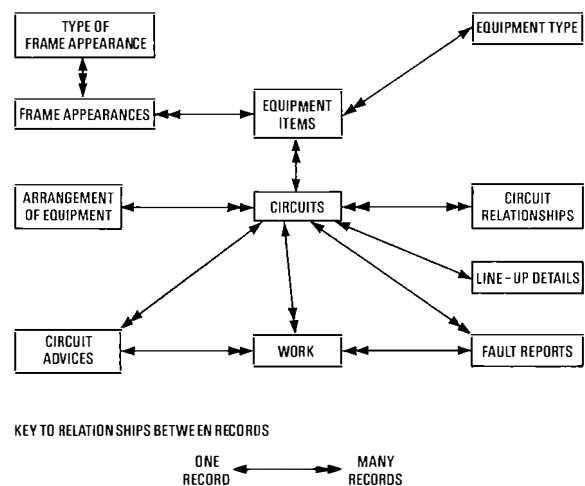 TYPE OF
FRAME APPEARANCE
EQUIPMENT TYPE
FRAME APPEARANCES
EQUIPMENT
ITEMS
ARRANGEMENT
OF EQUIPMENT
CIRCUITS
CIRCUIT
RELATIONSHIPS
LINE-UP DETAILS
CIRCUIT
ADVICES
WORK
FAULT REPORTS
KEY TO RELATIONSHIPS BETWEEN RECORDS
ONE
RECORD
MANY
RECORDS